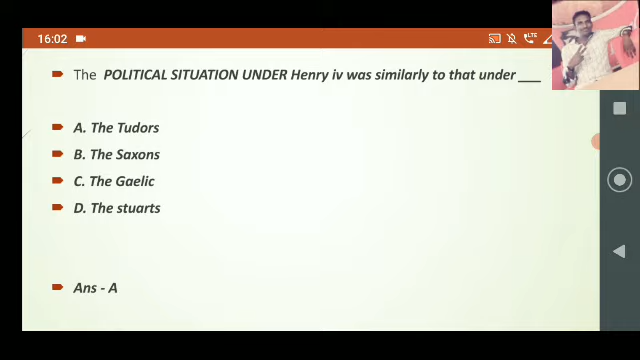 16:02
LTE
The POLITICAL SITUATION UNDER Henry iv was similarly to that under ___
A. The Tudors
B. The Saxons
C. The Gaelic
D. The stuarts
Ans - A